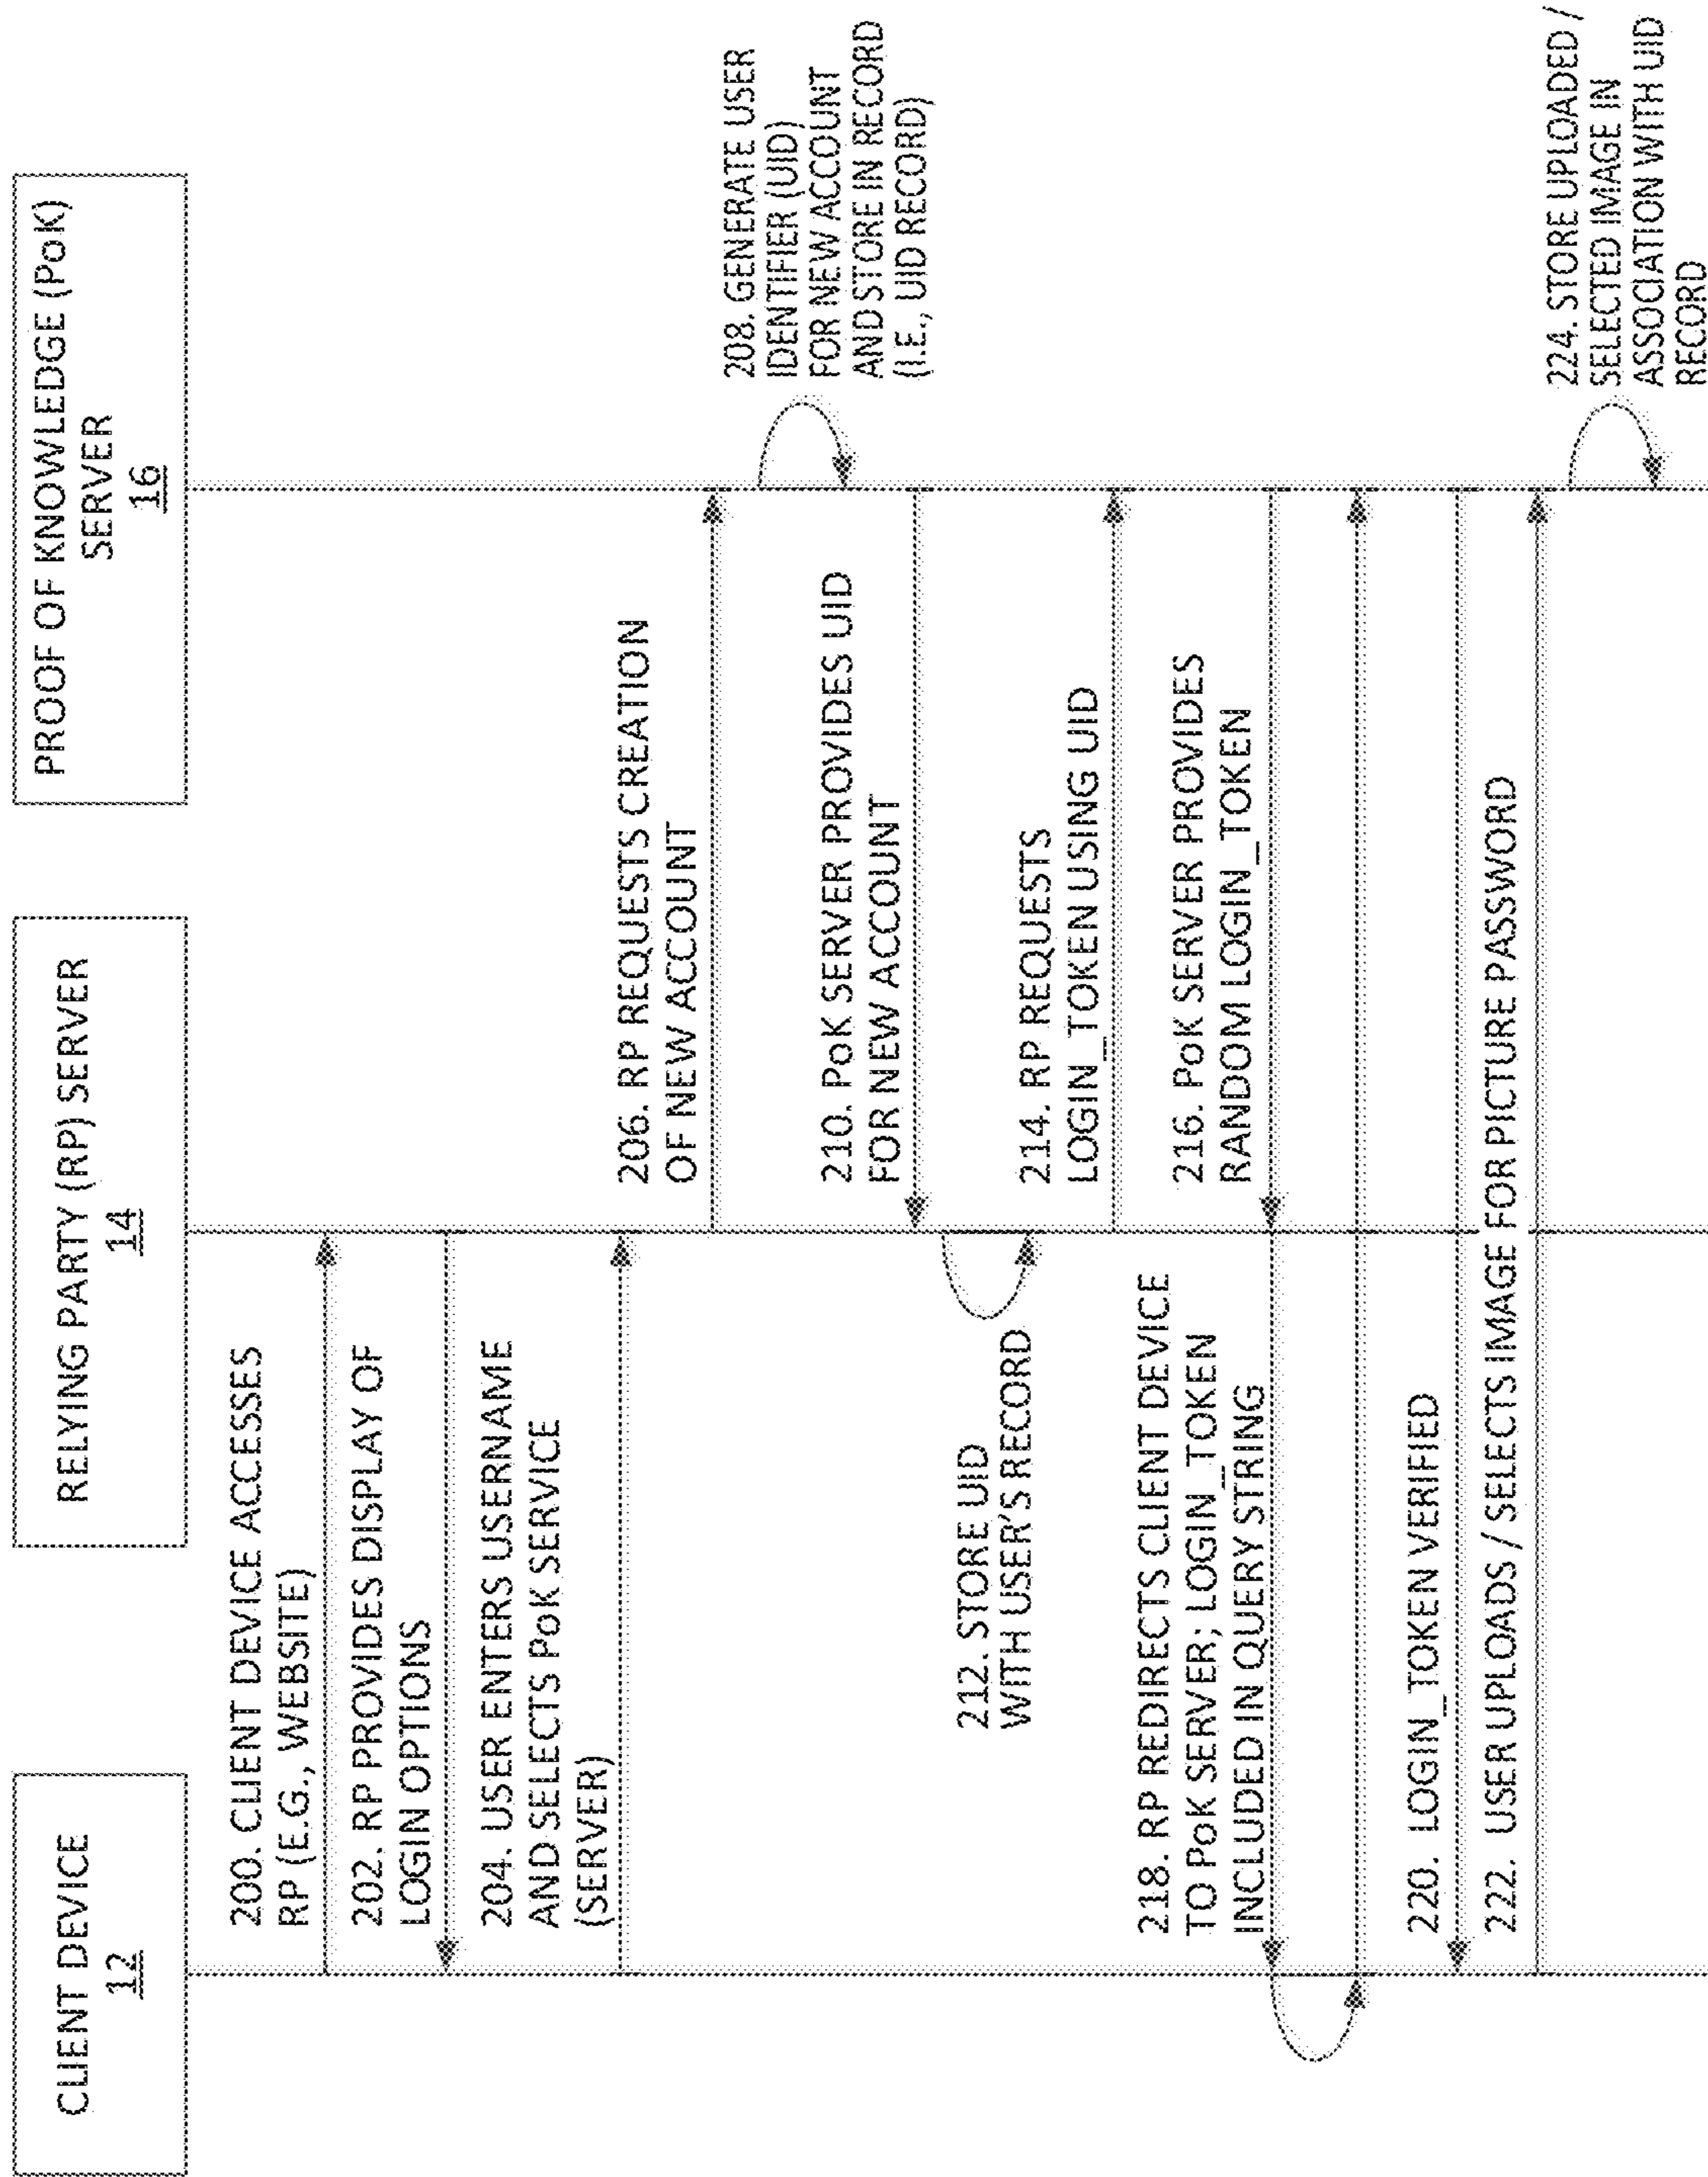 CLIENT DEVICE
12
RELYING PARTY (RP) SERVER
14
PROOF OF KNOWLEDGE (PoK)
SERVER
16
200. CLIENT DEVICE ACCESSES
RP (E.G., WEBSITE)
202. RP PROVIDES DISPLAY OF
LOGIN OPTIONS
204. USER ENTERS USERNAME
AND SELECTS PoK SERVICE
(SERVER)
206. RP REQUESTS CREATION
OF NEW ACCOUNT
208. GENERATE USER
IDENTIFIER (UID)
FOR NEW ACCOUNT
AND STORE IN RECORD
(I.E., UID RECORD)
210. PoK SERVER PROVIDES UID
FOR NEW ACCOUNT
212. STORE UID
WITH USER'S RECORD
214. RP REQUESTS
LOGIN_TOKEN USING UID
216. PoK SERVER PROVIDES
RANDOM LOGIN_TOKEN
218. RP REDIRECTS CLIENT DEVICE
TO PoK SERVER; LOGIN_TOKEN
INCLUDED IN QUERY STRING
220. LOGIN_TOKEN VERIFIED
222. USER UPLOADS / SELECTS IMAGE FOR PICTURE PASSWORD
224. STORE UPLOADED /
SELECTED IMAGE IN
ASSOCIATION WITH UID
RECORD